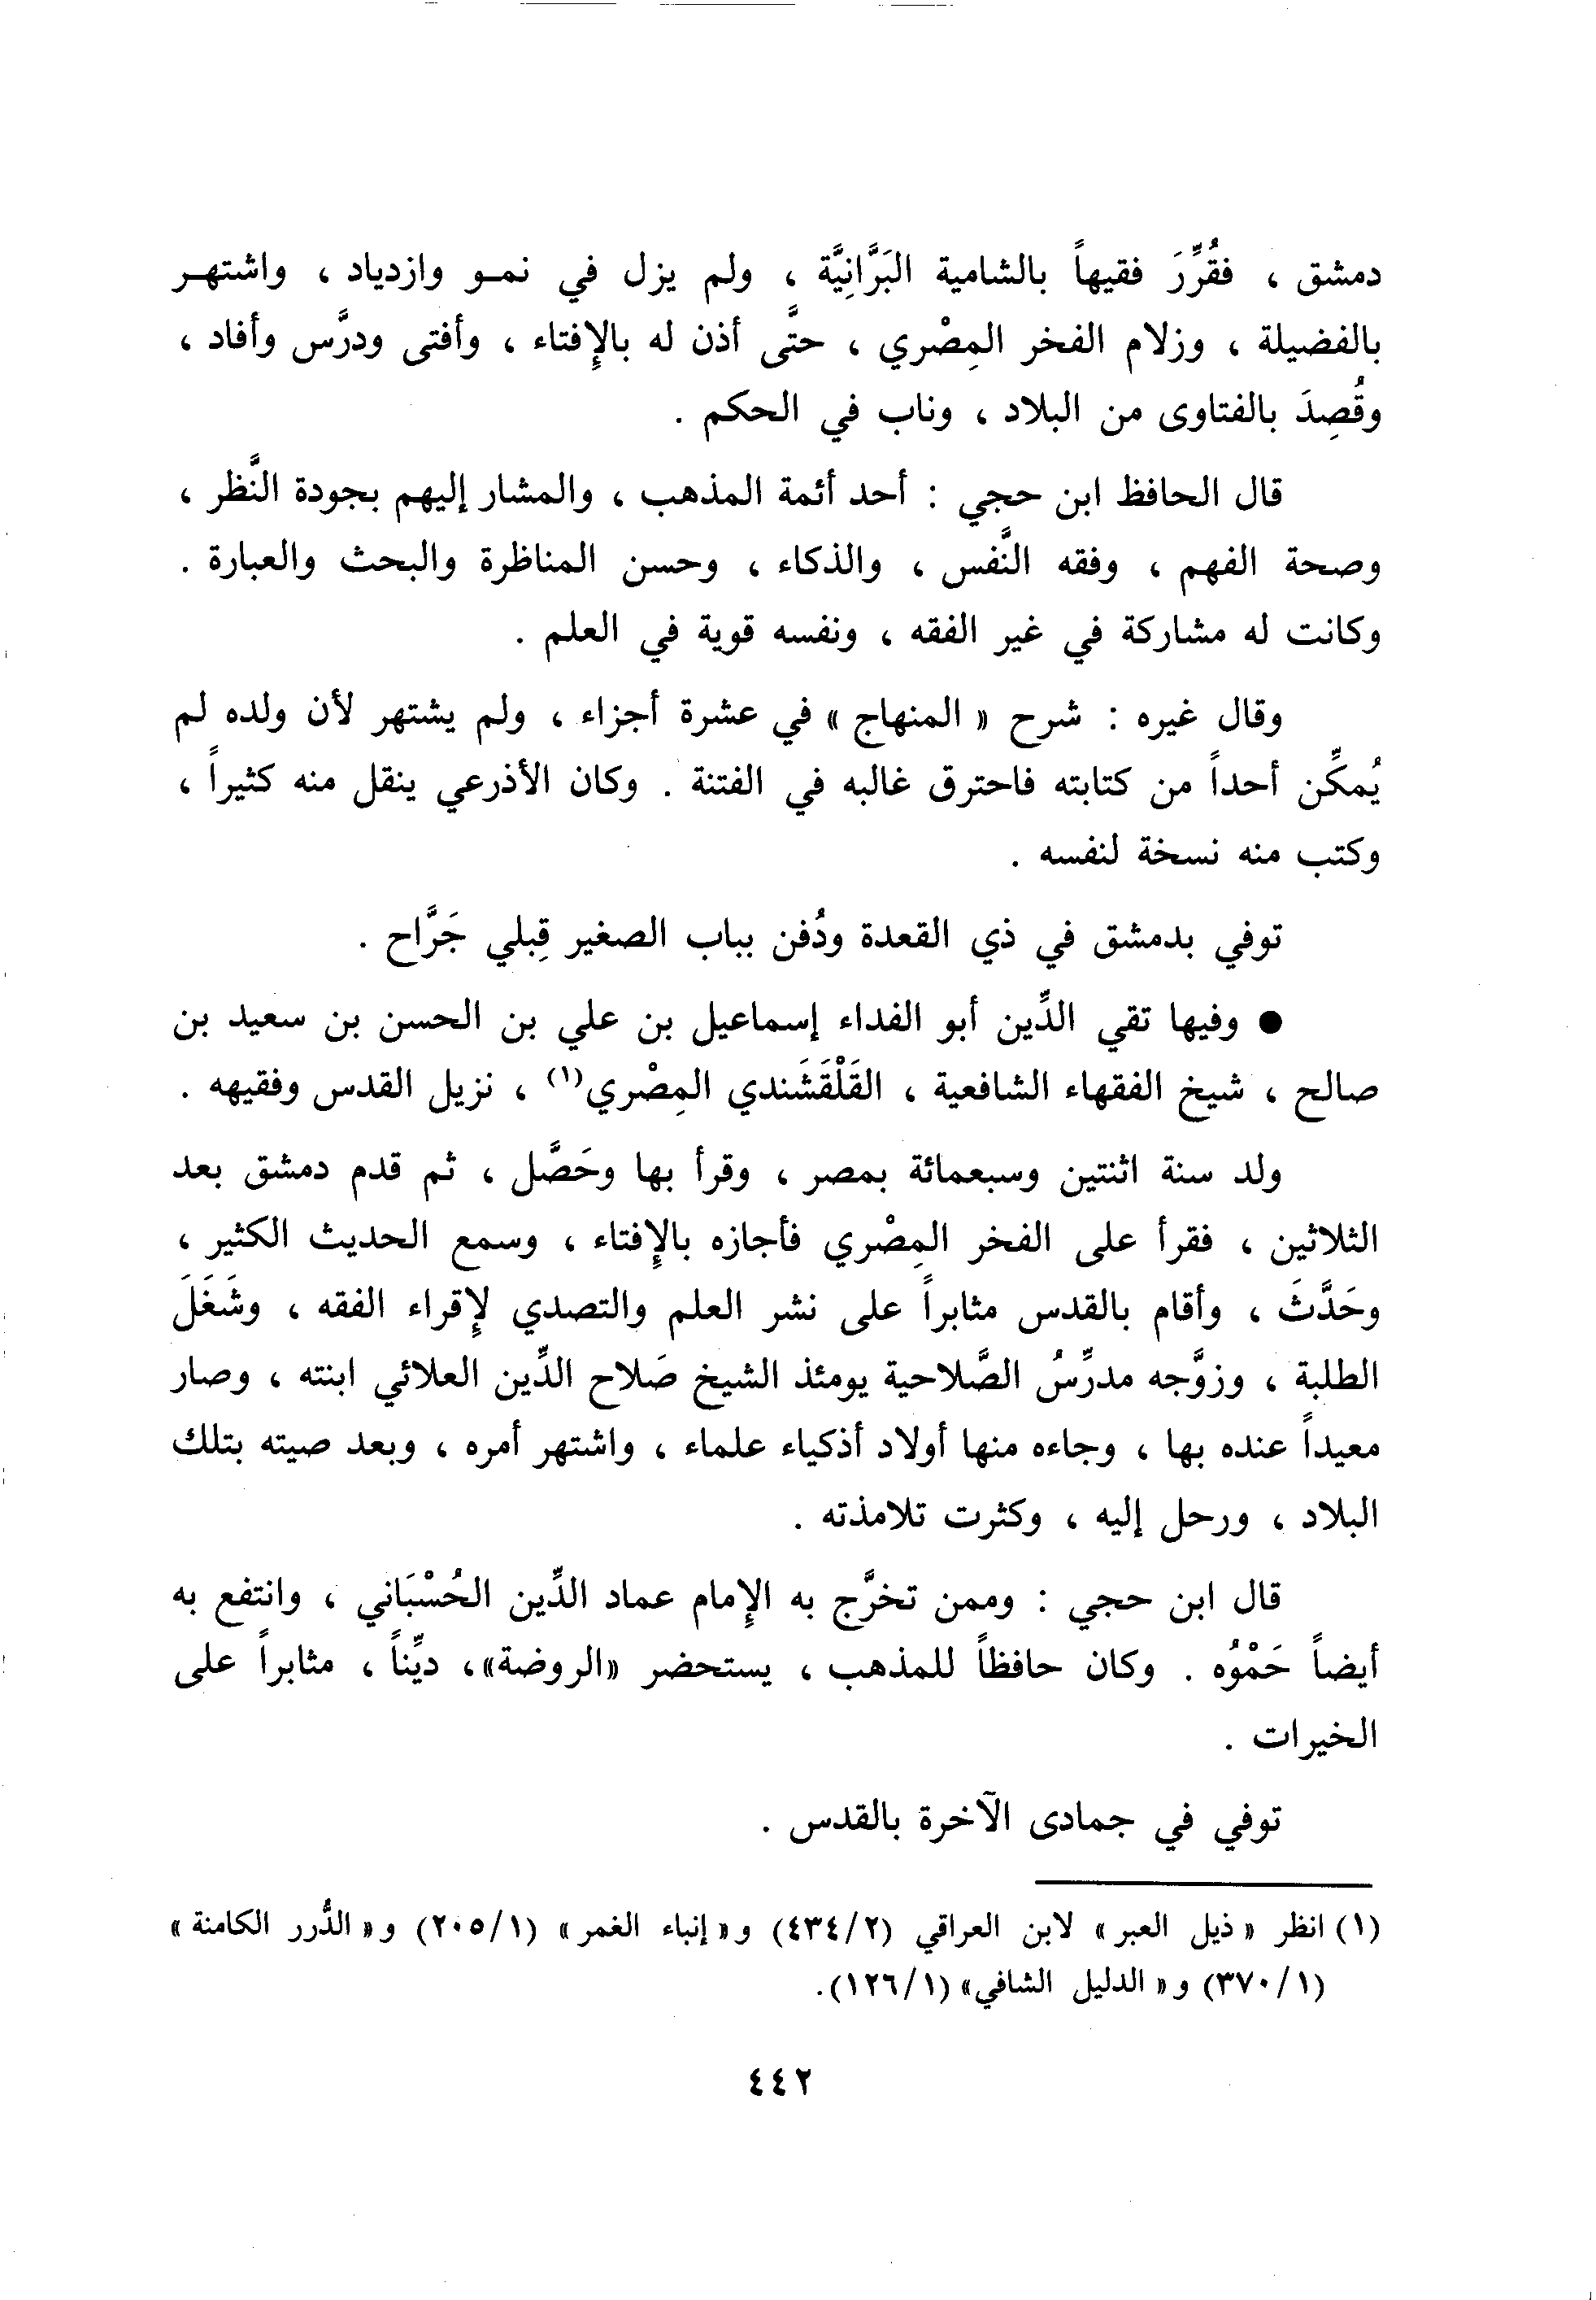 دمشق ، فقُرِّرَ فقيهاً بالشامية البَرَّانِيَّة ، ولم يزل في نمـو وازدياد ، واشتهـر
بالفضيلة ، وزلام الفخر المِصْري ، حتَّى أذن له بالإِفتاء ، وأفتى ودرَّس وأفاد ،
وقُصِدَ بالفتاوى من البلاد ، وناب في الحكم .
قال الحافظ ابن حجي : أحد أئمة المذهب ، والمشار إليهم بجودة النَّظر ،
وصحة الفهم ، وفقه النَّفس ، والذكاء ، وحسن المناظرة والبحث والعبارة .
وكانت له مشاركة في غير الفقه ، ونفسه قوية في العلم .
وقال غيره : شرح « المنهاج » في عشرة أجزاء ، ولم يشتهر لأن ولده لم
يُمكِّن أحداً من كتابته فاحترق غالبه في الفتنة . وكان الأذرعي ينقل منه كثيراً ،
وكتب منه نسخة لنفسه .
توفي بدمشق في ذي القعدة ودُفن بباب الصغير قِبلي جَرَّاح .
● وفيها تقي الدِّين أبو الفداء إسماعيل بن علي بن الحسن بن سعيد بن
صالح ، شيخ الفقهاء الشافعية ، القَلْقَشَندي المِصْري(١) ، نزيل القدس وفقيهه .
ولد سنة اثنتين وسبعمائة بمصر ، وقرأ بها وحَصَّل ، ثم قدم دمشق بعد
الثلاثين ، فقرأ على الفخر المِصْري فأجازه بالإِفتاء ، وسمع الحديث الكثير ،
وحَدَّثَ ، وأقام بالقدس مثابراً على نشر العلم والتصدي لإِقراء الفقه ، وشَغَلَ
الطلبة ، وزوَّجه مدرِّسُ الصَّلاحية يومئذ الشيخ صَلاح الدِّين العلائي ابنته ، وصار
معيداً عنده بها ، وجاءه منها أولاد أذكياء علماء ، واشتهر أمره ، وبعد صيته بتلك
البلاد ، ورحل إليه ، وكثرت تلامذته .
قال ابن حجي : وممن تخرَّج به الإِمام عماد الدِّين الحُسْبَاني ، وانتفع به
أيضاً حَمْوُه . وكان حافظاً للمذهب ، يستحضر «الروضة»، ديِّناً ، مثابراً على
الخيرات .
توفي في جمادى الآخرة بالقدس .
(١) انظر « ذيل العبر » لابن العراقي (٤٣٤/٢) و« إنباء الغمر » (٢٠٥/١) و« الدُّرر الكامنة »
(٣٧٠/١) و« الدليل الشافي» (١٢٦/١).
٤٤٢